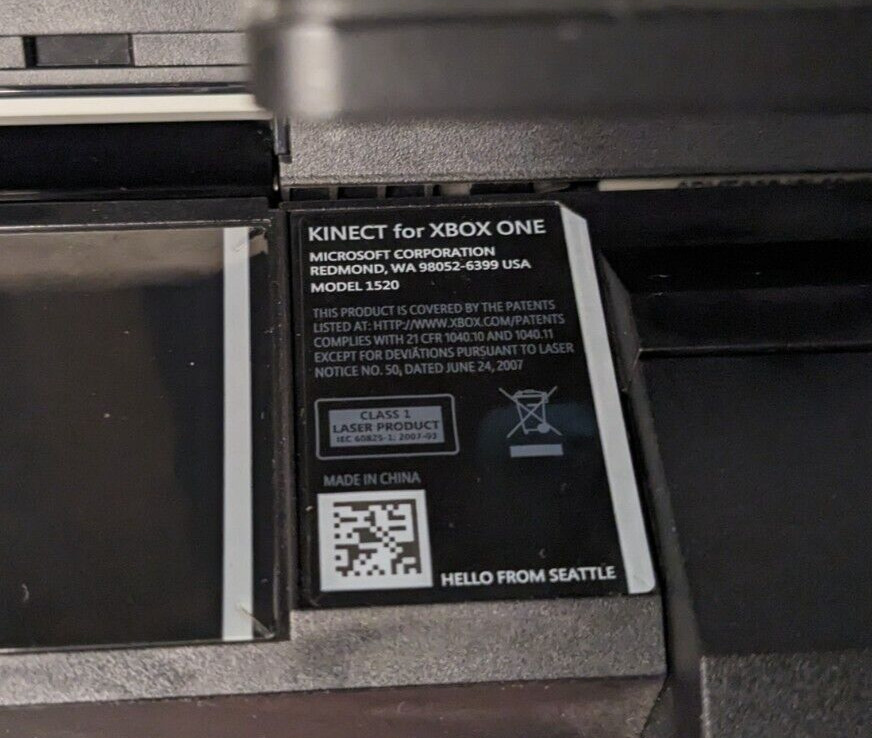 KINECT for XBOX ONE
MICROSOFT CORPORATION
REDMOND, WA 98052-6399 USA
MODEL 1520
THIS PRODUCT IS COVERED BY THE PATENTS
LISTED AT: HTTP://WWW.XBOX.COM/PATENTS
COMPLIES WITH 21 CFR 1040.10 AND 1040.11
EXCEPT FOR DEVIATIONS PURSUANT TO LASER
NOTICE NO. 50, DATED JUNE 24, 2007
CLASS 1
LASER PRODUCT
IEC 60825-1: 2007-03
MADE IN CHINA
HELLO FROM SEATTLE